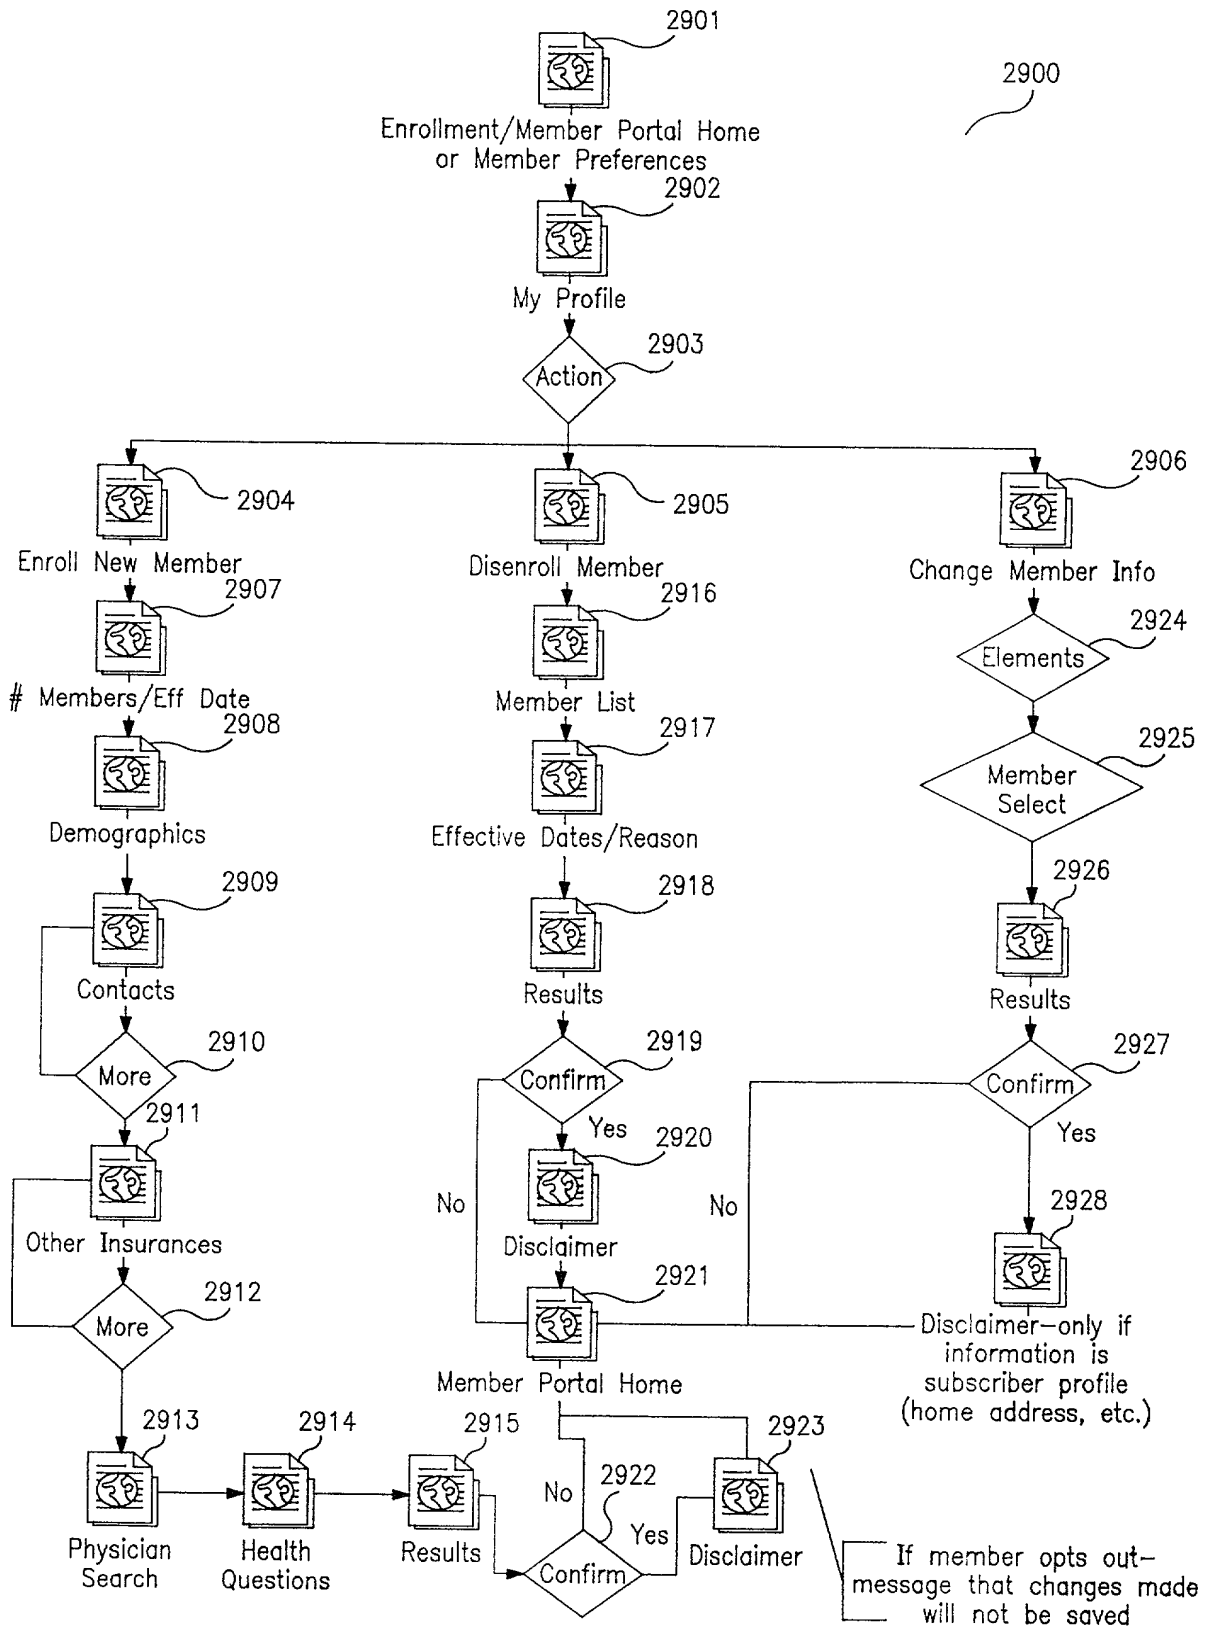 2901
2900
Enrollment/Member Portal Home
or Member Preferences
2902
My Profile
2903
Action
2904
2905
2906
Enroll New Member
Disenroll Member
Change Member Info
2907
2916
2924
Elements
# Members/Eff Date
Member List
2908
2917
2925
Member
Select
Demographics
Effective Dates/Reason
2909
2918
2926
Contacts
Results
Results
2910
More
2919
Confirm
2927
Confirm
2911
Yes
2920
Yes
No
No
2928
Other Insurances
Disclaimer
2912
More
2921
Disclaimer-only if
information is
subscriber profile
(home address, etc.)
Member Portal Home
2913
2914
2915
2923
2922
No
Yes
Physician
Search
Health
Questions
Results
Confirm
Disclaimer
If member opts out-
message that changes made
will not be saved